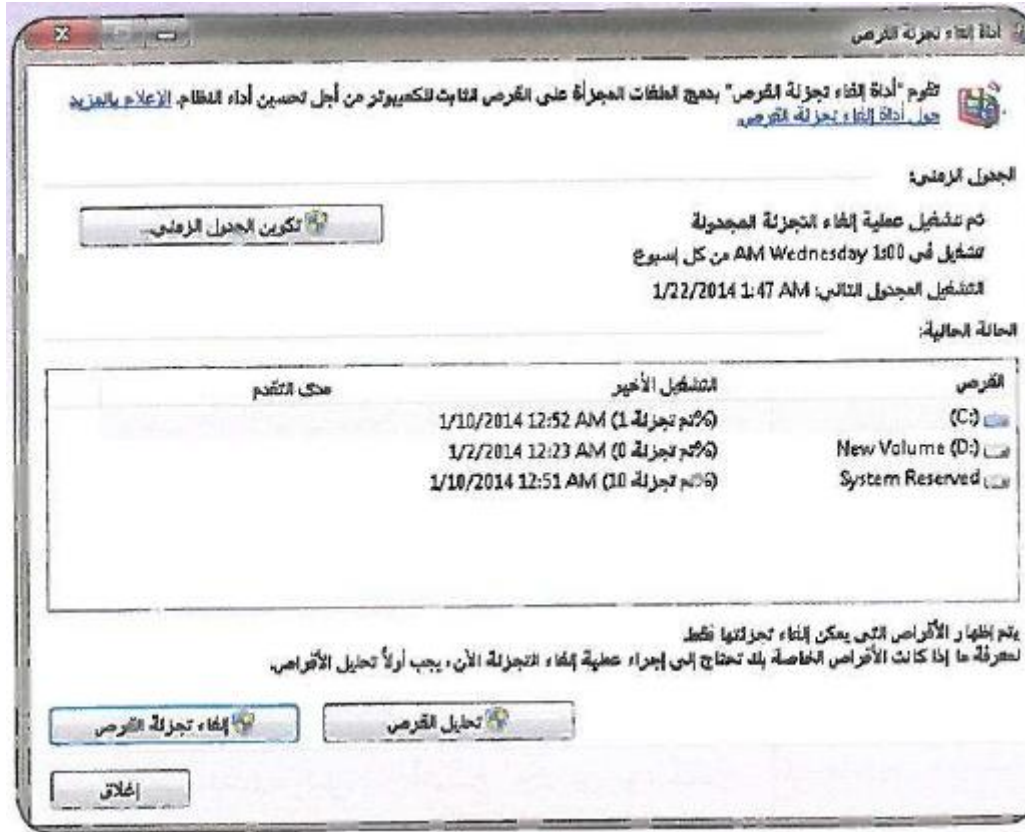 أداة إلغاء تجزئة القرص
تقوم "أداة إلغاء تجزئة القرص" بدمج الملفات المجزأة على القرص الثابت للكمبيوتر من أجل تحسين أداء النظام. الإعلام بالمزيد
حول أداة إلغاء تجزئة القرص.
الجدول الزمني:
تكوين الجدول الزمني...
تم تشغيل عملية إلغاء التجزئة المجدولة
تشغيل في 1:00 AM Wednesday من كل إسبوع
التشغيل المجدول التالي: 1/22/2014 1:47 AM
الحالة الحالية:
القرص التشغيل الأخير مدى التقدم
(C:) 1/10/2014 12:52 AM (تم تجزئة 1%)
New Volume (D:) 1/2/2014 12:23 AM (تم تجزئة 0%)
System Reserved 1/10/2014 12:51 AM (تم تجزئة 10%)
يتم إظهار الأقراص التي يمكن إلغاء تجزئتها فقط.
لمعرفة ما إذا كانت الأقراص الخاصة بك تحتاج إلى إجراء عملية إلغاء التجزئة الآن، يجب أولاً تحليل الأقراص.
تحليل القرص إلغاء تجزئة القرص
إغلاق